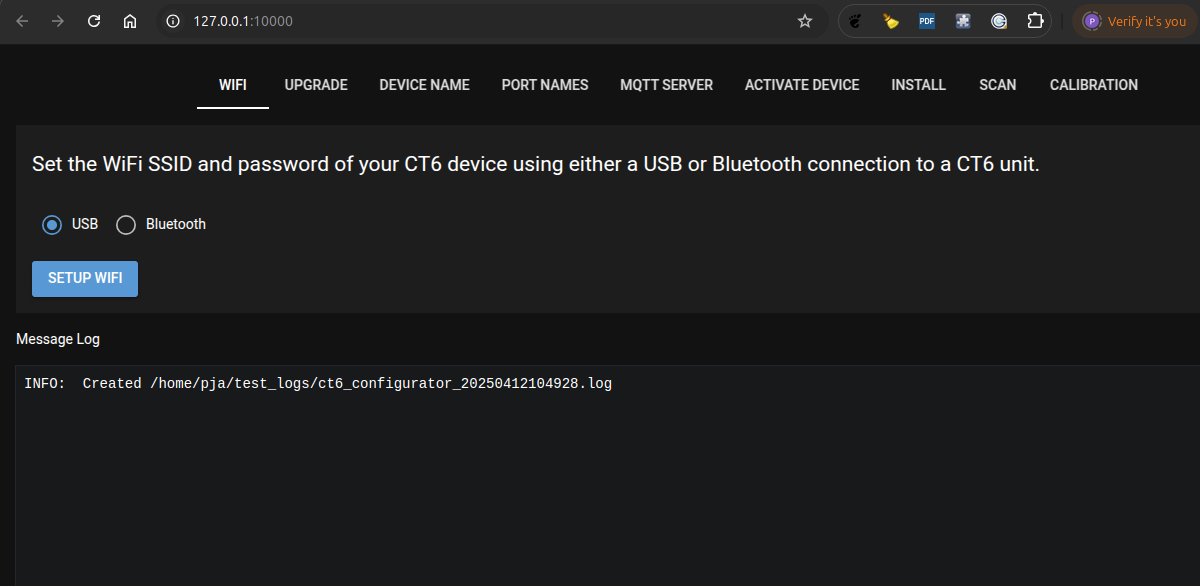 127.0.0.1:10000
PDF
P
Verify it's you
WIFI UPGRADE DEVICE NAME PORT NAMES MQTT SERVER ACTIVATE DEVICE INSTALL SCAN CALIBRATION
Set the WiFi SSID and password of your CT6 device using either a USB or Bluetooth connection to a CT6 unit.
USB Bluetooth
SETUP WIFI
Message Log
INFO: Created /home/pja/test_logs/ct6_configurator_20250412104928.log